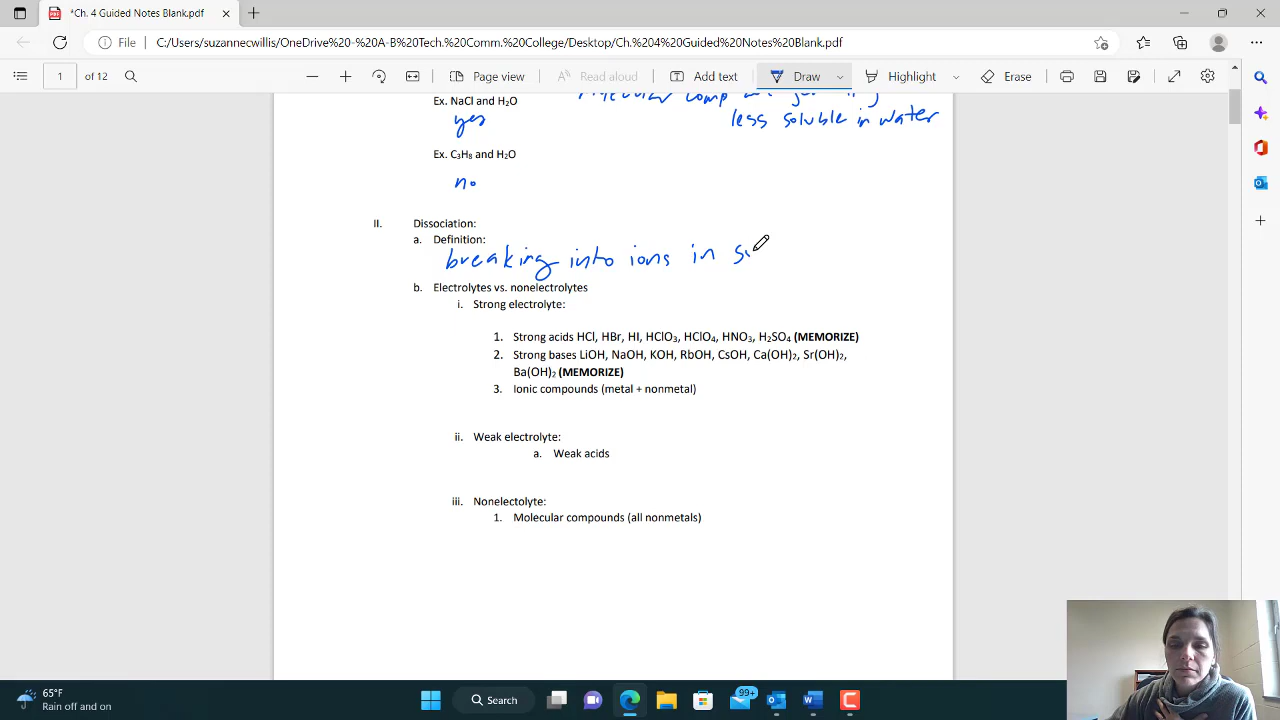 *Ch. 4 Guided Notes Blank.pdf
File C:/Users/suzannecwillis/OneDrive%20-%20A-B%20Tech.%20Comm.%20College/Desktop/Ch.%204%20Guided%20Notes%20Blank.pdf
1 of 12 Page view Read aloud Add text Draw Highlight Erase
Ex. NaCl and H₂O
yes
less soluble in water
Ex. C₃H₈ and H₂O
no
II. Dissociation:
a. Definition:
breaking into ions in
b. Electrolytes vs. nonelectrolytes
i. Strong electrolyte:
1. Strong acids HCl, HBr, HI, HClO₃, HClO₄, HNO₃, H₂SO₄ (MEMORIZE)
2. Strong bases LiOH, NaOH, KOH, RbOH, CsOH, Ca(OH)₂, Sr(OH)₂,
Ba(OH)₂ (MEMORIZE)
3. Ionic compounds (metal + nonmetal)
ii. Weak electrolyte:
a. Weak acids
iii. Nonelectolyte:
1. Molecular compounds (all nonmetals)
65°F
Rain off and on
Search
99+